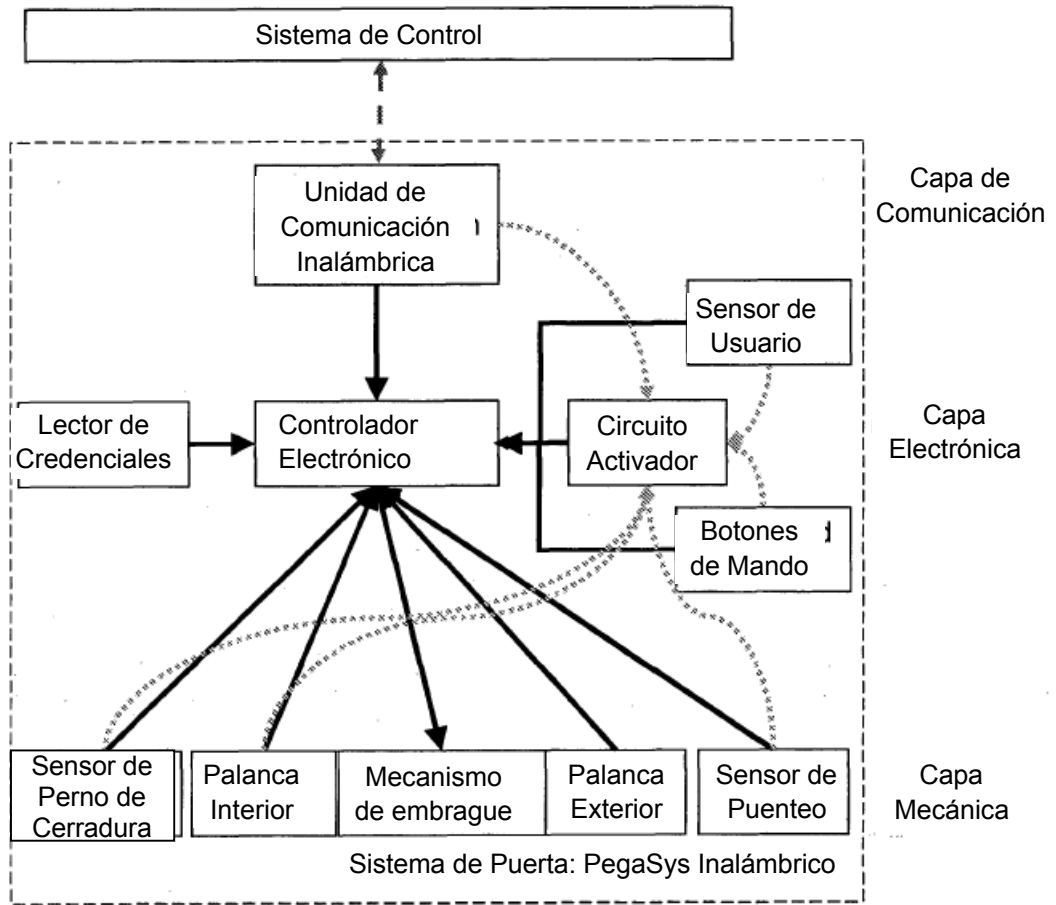 Sistema de Control
Unidad de
Comunicación
Inalámbrica
Capa de
Comunicación
Sensor de
Usuario
Lector de
Credenciales
Controlador
Electrónico
Circuito
Activador
Capa
Electrónica
Botones
de Mando
Sensor de
Perno de
Cerradura
Palanca
Interior
Mecanismo
de embrague
Palanca
Exterior
Sensor de
Puenteo
Capa
Mecánica
Sistema de Puerta: PegaSys Inalámbrico